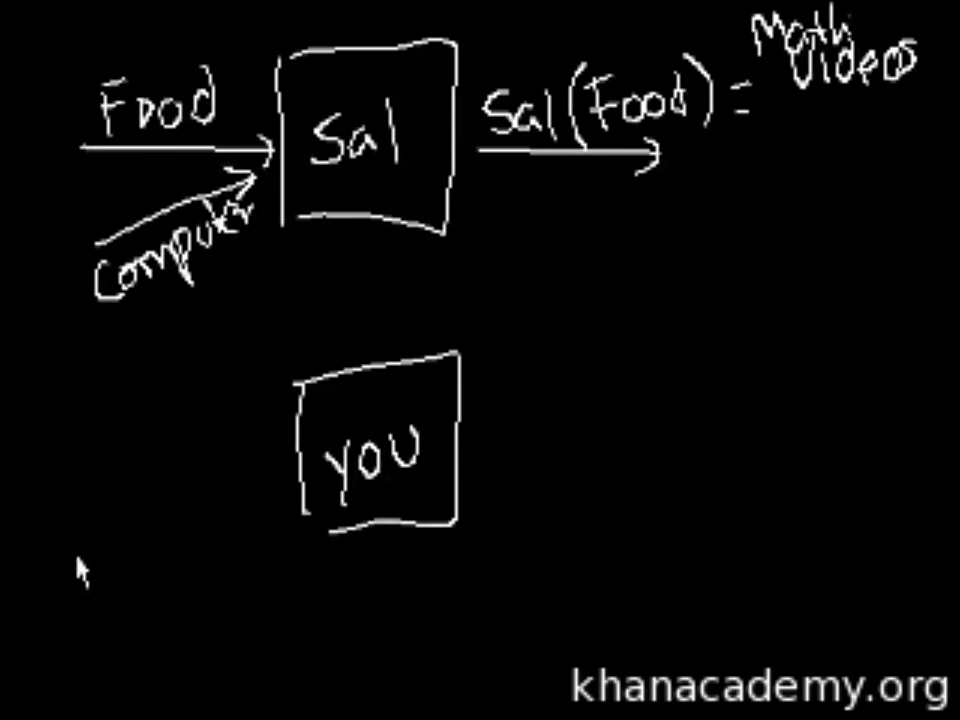 Food
Sal
Sal(Food) =
Math
Videos
Computer
YOU
khanacademy.org